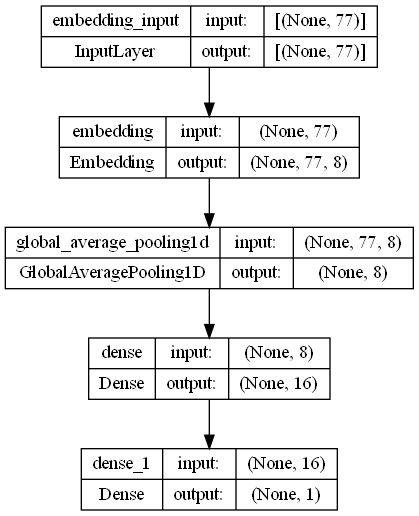 embedding_input input: [(None, 77)]
InputLayer output: [(None, 77)]
embedding input: (None, 77)
Embedding output: (None, 77, 8)
global_average_pooling1d input: (None, 77, 8)
GlobalAveragePooling1D output: (None, 8)
dense input: (None, 8)
Dense output: (None, 16)
dense_1 input: (None, 16)
Dense output: (None, 1)